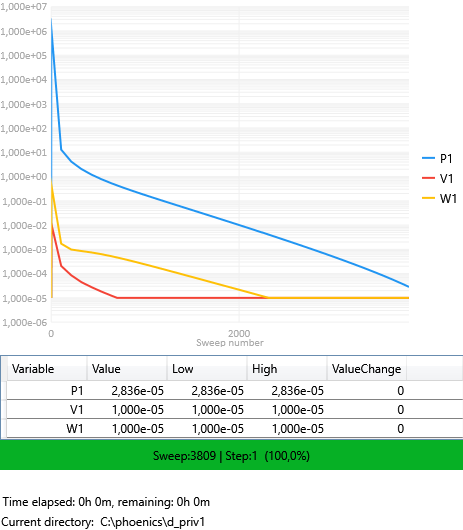 1,000e+07
1,000e+06
1,000e+05
1,000e+04
1,000e+03
1,000e+02
1,000e+01
1,000e+00
1,000e-01
1,000e-02
1,000e-03
1,000e-04
1,000e-05
1,000e-06
0 2000
Sweep number
P1
V1
W1
Variable Value Low High ValueChange
P1 2,836e-05 2,836e-05 2,836e-05 0
V1 1,000e-05 1,000e-05 1,000e-05 0
W1 1,000e-05 1,000e-05 1,000e-05 0
Sweep:3809 | Step:1 (100,0%)
Time elapsed: 0h 0m, remaining: 0h 0m
Current directory: C:\phoenics\d_priv1